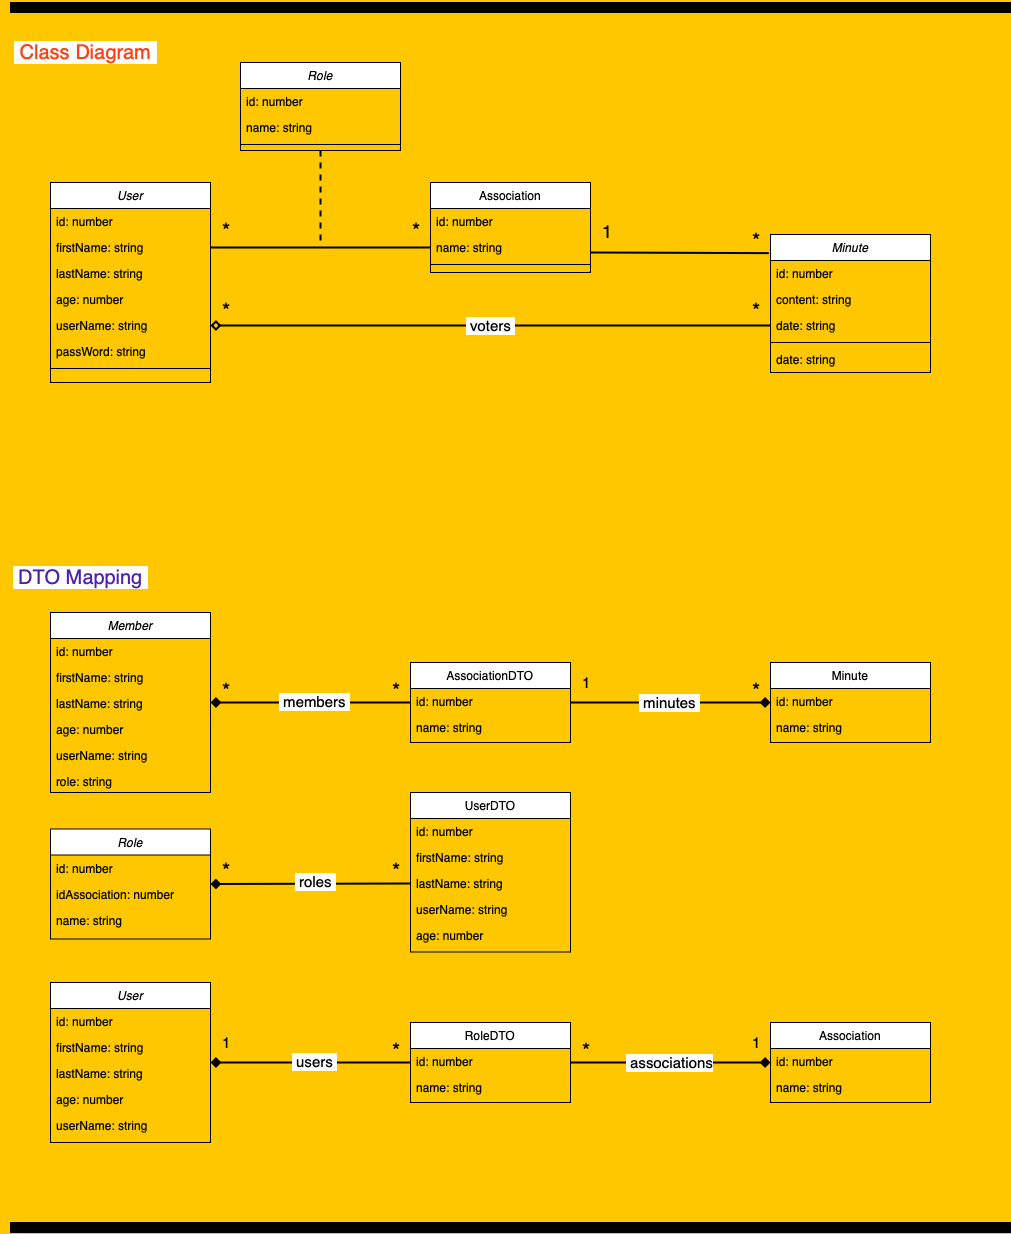 Class Diagram
Role
id: number
name: string
User
id: number
firstName: string
lastName: string
age: number
userName: string
passWord: string
*
*
Association
id: number
name: string
1
*
Minute
id: number
content: string
date: string
date: string
*
voters
*
DTO Mapping
Member
id: number
firstName: string
lastName: string
age: number
userName: string
role: string
*
members
*
AssociationDTO
id: number
name: string
1
minutes
*
Minute
id: number
name: string
Role
id: number
idAssociation: number
name: string
*
roles
*
UserDTO
id: number
firstName: string
lastName: string
userName: string
age: number
User
id: number
firstName: string
lastName: string
age: number
userName: string
1
users
*
RoleDTO
id: number
name: string
*
associations
1
Association
id: number
name: string